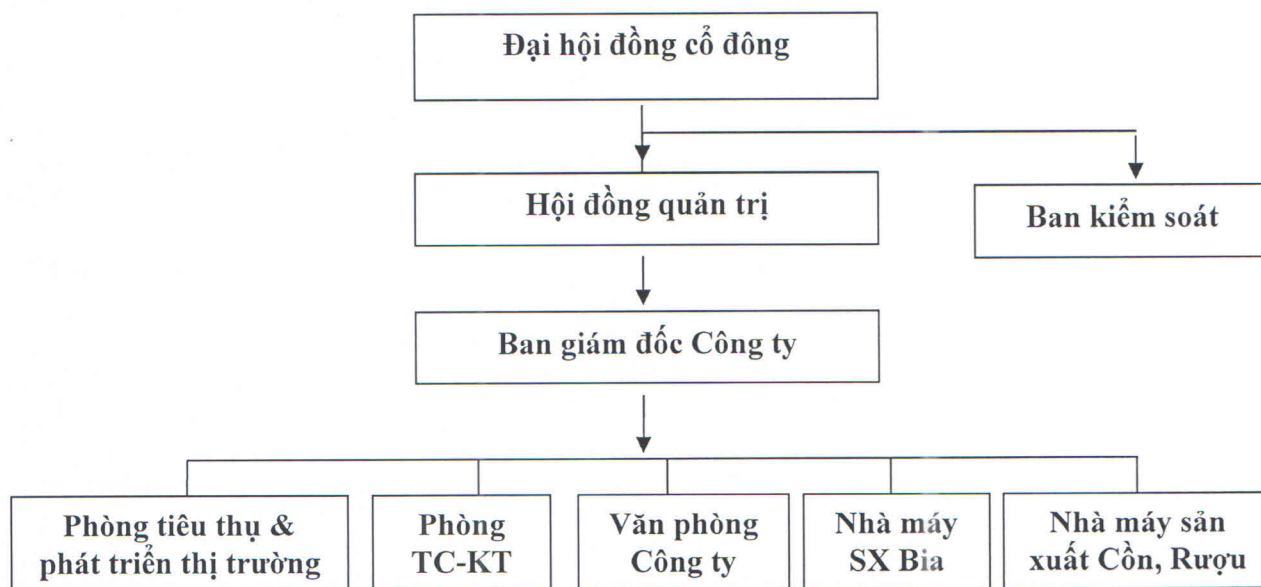 Đại hội đồng cổ đông
Hội đồng quản trị
Ban kiểm soát
Ban giám đốc Công ty
Phòng tiêu thụ &
phát triển thị trường
Phòng
TC-KT
Văn phòng
Công ty
Nhà máy
SX Bia
Nhà máy sản
xuất Cồn, Rượu